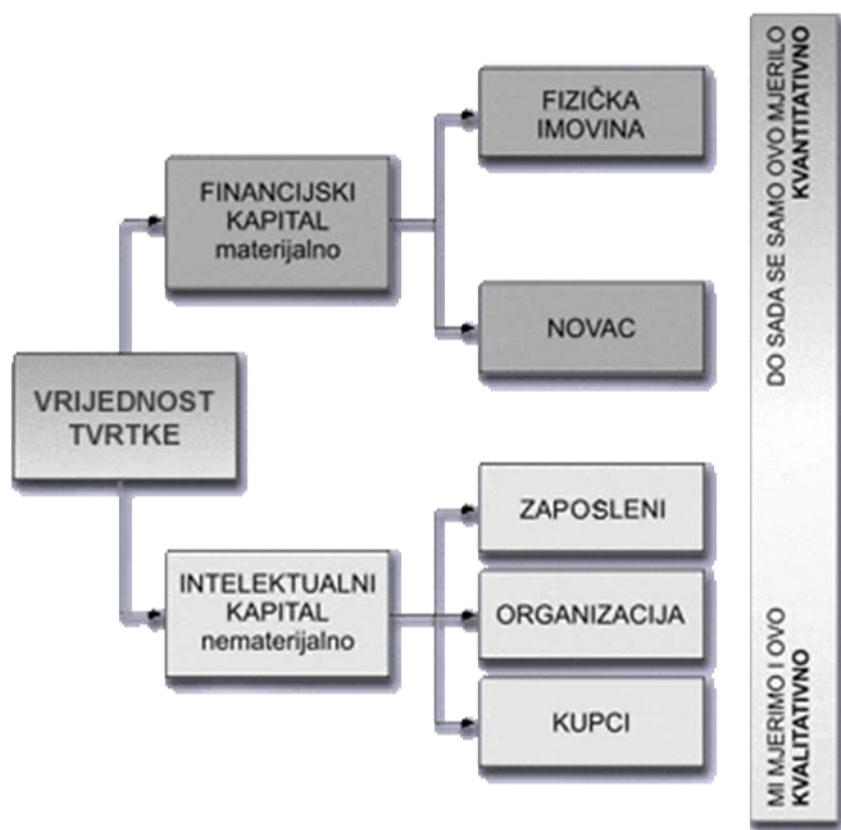 FIZIČKA
IMOVINA
FINANCIJSKI
KAPITAL
materijalno
NOVAC
VRIJEDNOST
TVRTKE
ZAPOSLENI
INTELEKTUALNI
KAPITAL
nematerijalno
ORGANIZACIJA
KUPCI
DO SADA SE SAMO OVO MJERILO
KVANTITATIVNO
MI MJERIMO I OVO
KVALITATIVNO